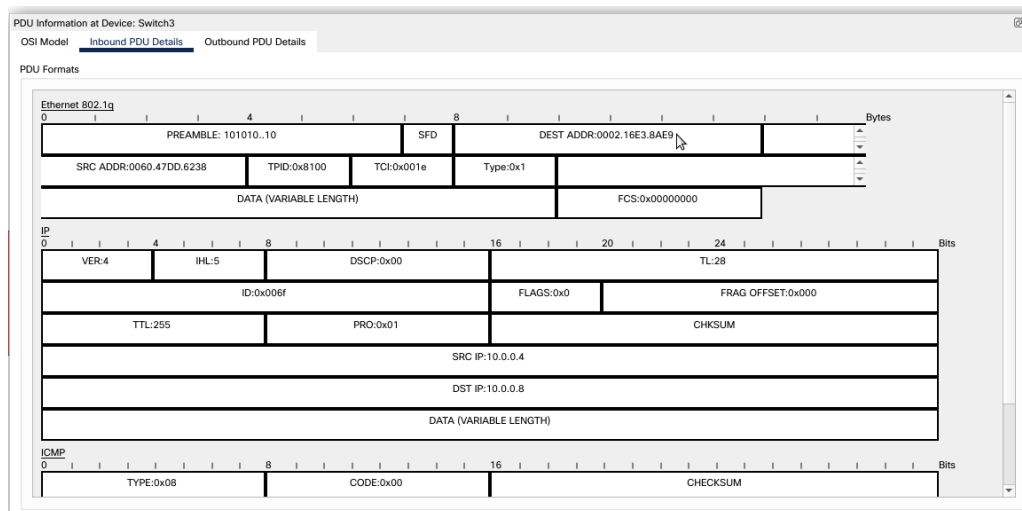 PDU Information at Device: Switch3
OSI Model Inbound PDU Details Outbound PDU Details
PDU Formats
Ethernet 802.1q
0 4 8 Bytes
PREAMBLE: 101010..10 SFD DEST ADDR:0002.16E3.8AE9
SRC ADDR:0060.47DD.6238 TPID:0x8100 TCI:0x001e Type:0x1
DATA (VARIABLE LENGTH) FCS:0x00000000
IP
0 4 8 16 20 24 Bits
VER:4 IHL:5 DSCP:0x00 TL:28
ID:0x006f FLAGS:0x0 FRAG OFFSET:0x000
TTL:255 PRO:0x01 CHKSUM
SRC IP:10.0.0.4
DST IP:10.0.0.8
DATA (VARIABLE LENGTH)
ICMP
0 8 16 Bits
TYPE:0x08 CODE:0x00 CHECKSUM